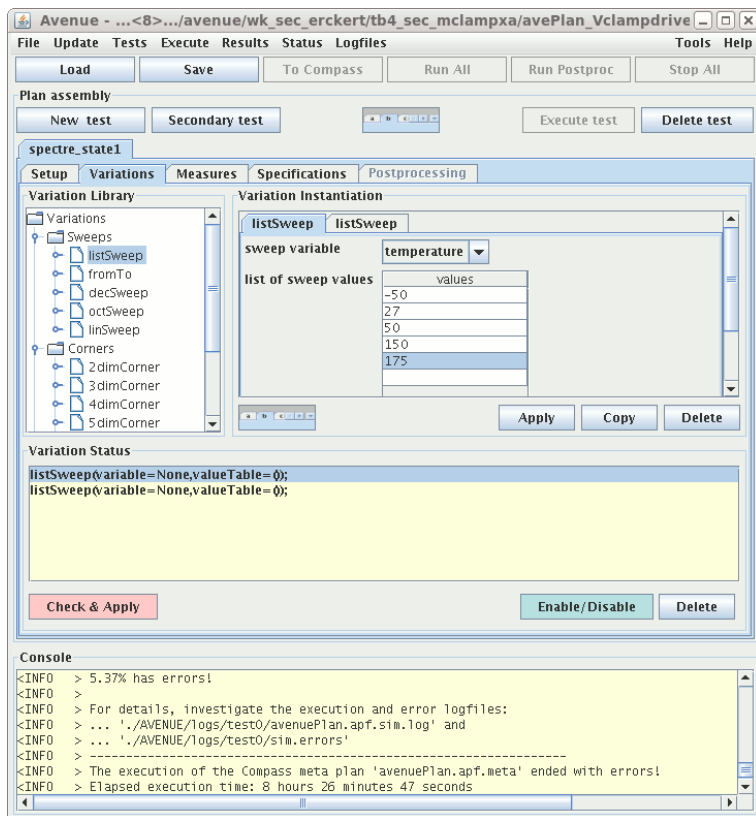 Avenue - ...<8>.../avenue/wk_sec_erckert/tb4_sec_mclampxa/avePlan_Vclampdrive
File Update Tests Execute Results Status Logfiles Tools Help
Load Save To Compass Run All Run Postproc Stop All
Plan assembly
New test Secondary test a b c Execute test Delete test
spectre_state1
Setup Variations Measures Specifications Postprocessing
Variation Library
Variations
Sweeps
listSweep
fromTo
decSweep
octSweep
linSweep
Corners
2dimCorner
3dimCorner
4dimCorner
5dimCorner
Variation Instantiation
listSweep listSweep
sweep variable temperature
list of sweep values values
-50
27
50
150
175
a b c Apply Copy Delete
Variation Status
listSweep(variable=None,valueTable=());
listSweep(variable=None,valueTable=());
Check & Apply Enable/Disable Delete
Console
<INFO > 5.37% has errors!
<INFO >
<INFO > For details, investigate the execution and error logfiles:
<INFO > ... './AVENUE/logs/test0/avenuePlan.apf.sim.log' and
<INFO > ... './AVENUE/logs/test0/sim.errors'
<INFO > ------------------------------------------------------------------
<INFO > The execution of the Compass meta plan 'avenuePlan.apf.meta' ended with errors!
<INFO > Elapsed execution time: 8 hours 26 minutes 47 seconds